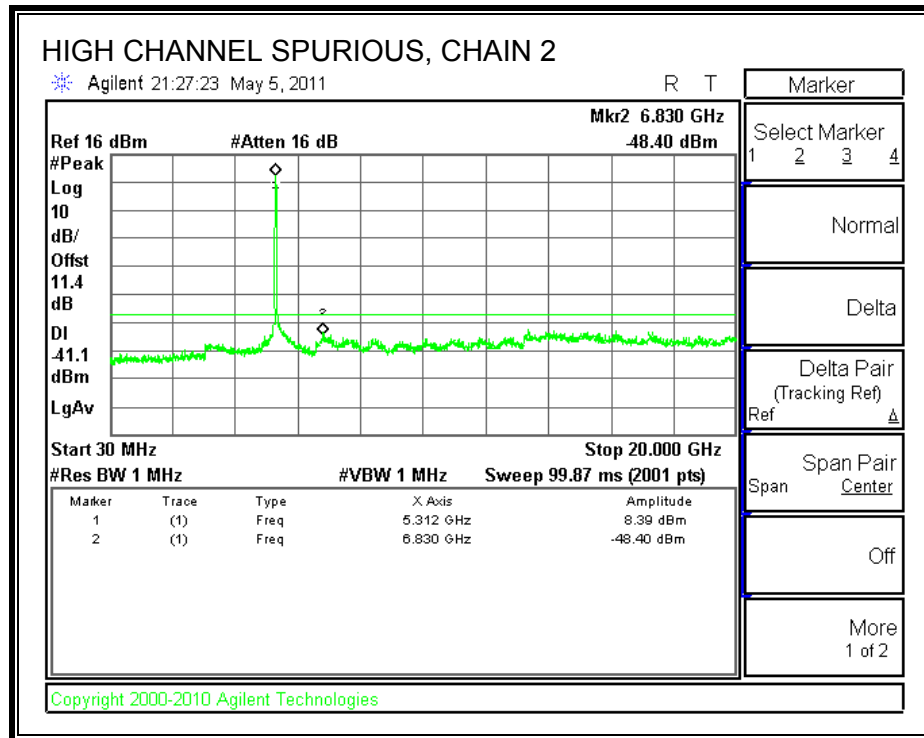 HIGH CHANNEL SPURIOUS, CHAIN 2
Agilent 21:27:23 May 5, 2011 R T
Mkr2 6.830 GHz
Ref 16 dBm #Atten 16 dB -48.40 dBm
#Peak
Log
10
dB/
Offst
11.4
dB
DI
-41.1
dBm
LgAv
1
2
Start 30 MHz Stop 20.000 GHz
#Res BW 1 MHz #VBW 1 MHz Sweep 99.87 ms (2001 pts)
Marker Trace Type X Axis Amplitude
1 (1) Freq 5.312 GHz 8.39 dBm
2 (1) Freq 6.830 GHz -48.40 dBm
Marker
Select Marker
1 2 3 4
Normal
Delta
Delta Pair
(Tracking Ref)
Ref Δ
Span Pair
Span Center
Off
More
1 of 2
Copyright 2000-2010 Agilent Technologies